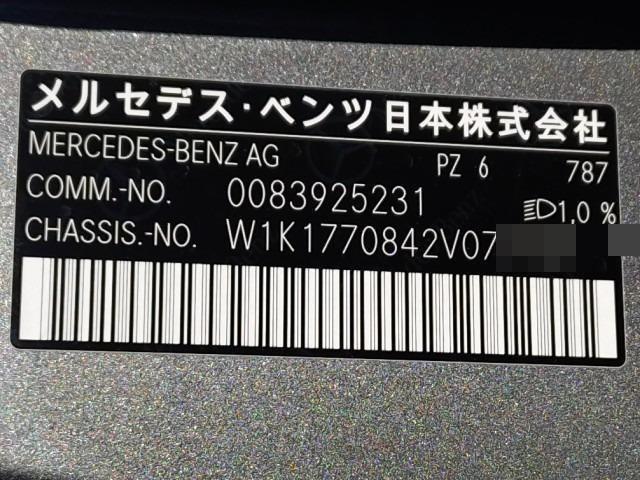 メルセデス・ベンツ日本株式会社
MERCEDES-BENZ AG PZ 6 787
COMM.-NO. 0083925231 1,0 %
CHASSIS.-NO. W1K1770842V07